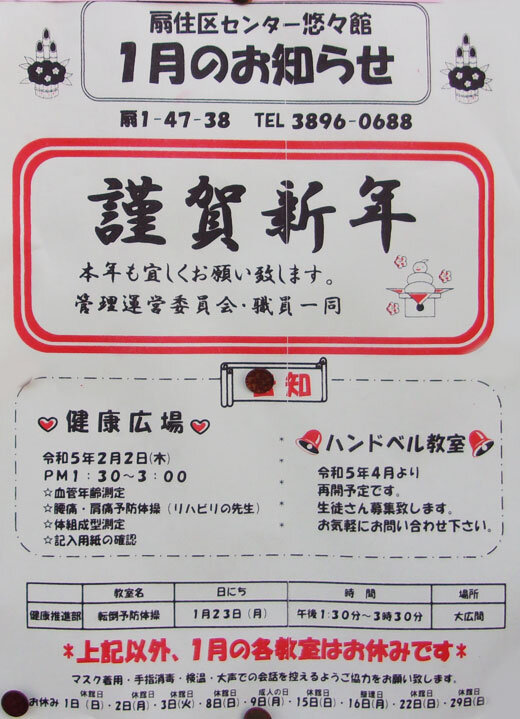 扇住区センター悠々館
1月のお知らせ
扇1-47-38 TEL 3896-0688
謹賀新年
本年も宜しくお願い致します。
管理運営委員会・職員一同
知
健康広場
令和5年2月2日(木)
PM1:30～3:00
☆血管年齢測定
☆腰痛・肩痛予防体操（リハビリの先生）
☆体組成型測定
☆記入用紙の確認
ハンドベル教室
令和5年4月より
再開予定です。
生徒さん募集致します。
お気軽にお問い合わせ下さい。
教室名 日にち 時間 場所
健康推進部 転倒予防体操 1月23日(月) 午後1:30分～3時30分 大広間
*上記以外、1月の各教室はお休みです*
マスク着用・手指消毒・検温・大声での会話を控えるようご協力をお願い致します。
休館日 休館日 休館日 休館日 成人の日 休館日 整理日 休館日 休館日
お休み 1日(日)・2日(月)・3日(火)・8日(日)・9日(月)・15日(日)・16日(月)・22日(日)・29日(日)